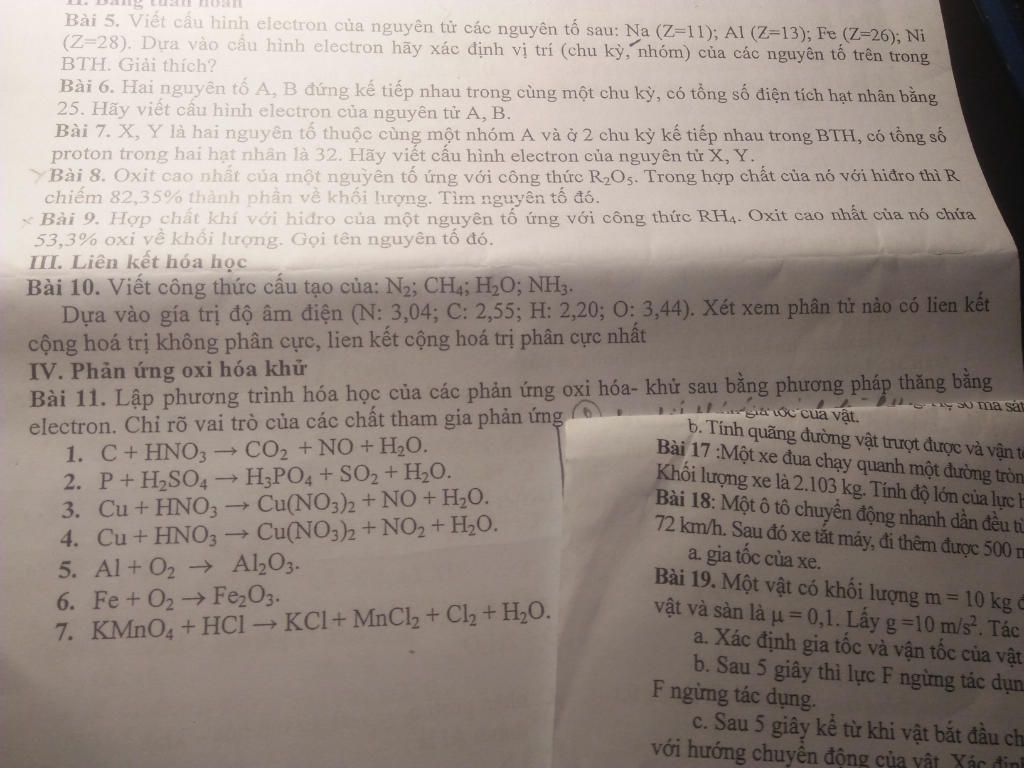 II. Bảng tuần hoàn
Bài 5. Viết cấu hình electron của nguyên tử các nguyên tố sau: Na (Z=11); Al (Z=13); Fe (Z=26); Ni
(Z=28). Dựa vào cấu hình electron hãy xác định vị trí (chu kỳ, nhóm) của các nguyên tố trên trong
BTH. Giải thích?
Bài 6. Hai nguyên tố A, B đứng kế tiếp nhau trong cùng một chu kỳ, có tổng số điện tích hạt nhân bằng
25. Hãy viết cấu hình electron của nguyên tử A, B.
Bài 7. X, Y là hai nguyên tố thuộc cùng một nhóm A và ở 2 chu kỳ kế tiếp nhau trong BTH, có tổng số
proton trong hai hạt nhân là 32. Hãy viết cấu hình electron của nguyên tử X, Y.
Bài 8. Oxit cao nhất của một nguyên tố ứng với công thức R₂O₅. Trong hợp chất của nó với hiđro thì R
chiếm 82,35% thành phần về khối lượng. Tìm nguyên tố đó.
Bài 9. Hợp chất khí với hiđro của một nguyên tố ứng với công thức RH₄. Oxit cao nhất của nó chứa
53,3% oxi về khối lượng. Gọi tên nguyên tố đó.
III. Liên kết hóa học
Bài 10. Viết công thức cấu tạo của: N₂; CH₄; H₂O; NH₃.
Dựa vào gía trị độ âm điện (N: 3,04; C: 2,55; H: 2,20; O: 3,44). Xét xem phân tử nào có lien kết
cộng hoá trị không phân cực, lien kết cộng hoá trị phân cực nhất
IV. Phản ứng oxi hóa khử
Bài 11. Lập phương trình hóa học của các phản ứng oxi hóa- khử sau bằng phương pháp thăng bằng
electron. Chỉ rõ vai trò của các chất tham gia phản ứng
1. C + HNO₃ → CO₂ + NO + H₂O.
2. P + H₂SO₄ → H₃PO₄ + SO₂ + H₂O.
3. Cu + HNO₃ → Cu(NO₃)₂ + NO + H₂O.
4. Cu + HNO₃ → Cu(NO₃)₂ + NO₂ + H₂O.
5. Al + O₂ → Al₂O₃.
6. Fe + O₂ → Fe₂O₃.
7. KMnO₄ + HCl → KCl + MnCl₂ + Cl₂ + H₂O.
ma sát
gia tốc của vật.
b. Tính quãng đường vật trượt được và vận
Bài 17 :Một xe đua chạy quanh một đường tròn
Khối lượng xe là 2.103 kg. Tính độ lớn của lực
Bài 18: Một ô tô chuyển động nhanh dần đều
72 km/h. Sau đó xe tắt máy, đi thêm được 500
a. gia tốc của xe.
Bài 19. Một vật có khối lượng m = 10 kg
vật và sàn là μ = 0,1. Lấy g =10 m/s². Tác
a. Xác định gia tốc và vận tốc của vật
b. Sau 5 giây thì lực F ngừng tác
F ngừng tác dụng.
c. Sau 5 giây kể từ khi vật bắt đầu
với hướng chuyển động của vật. Xác